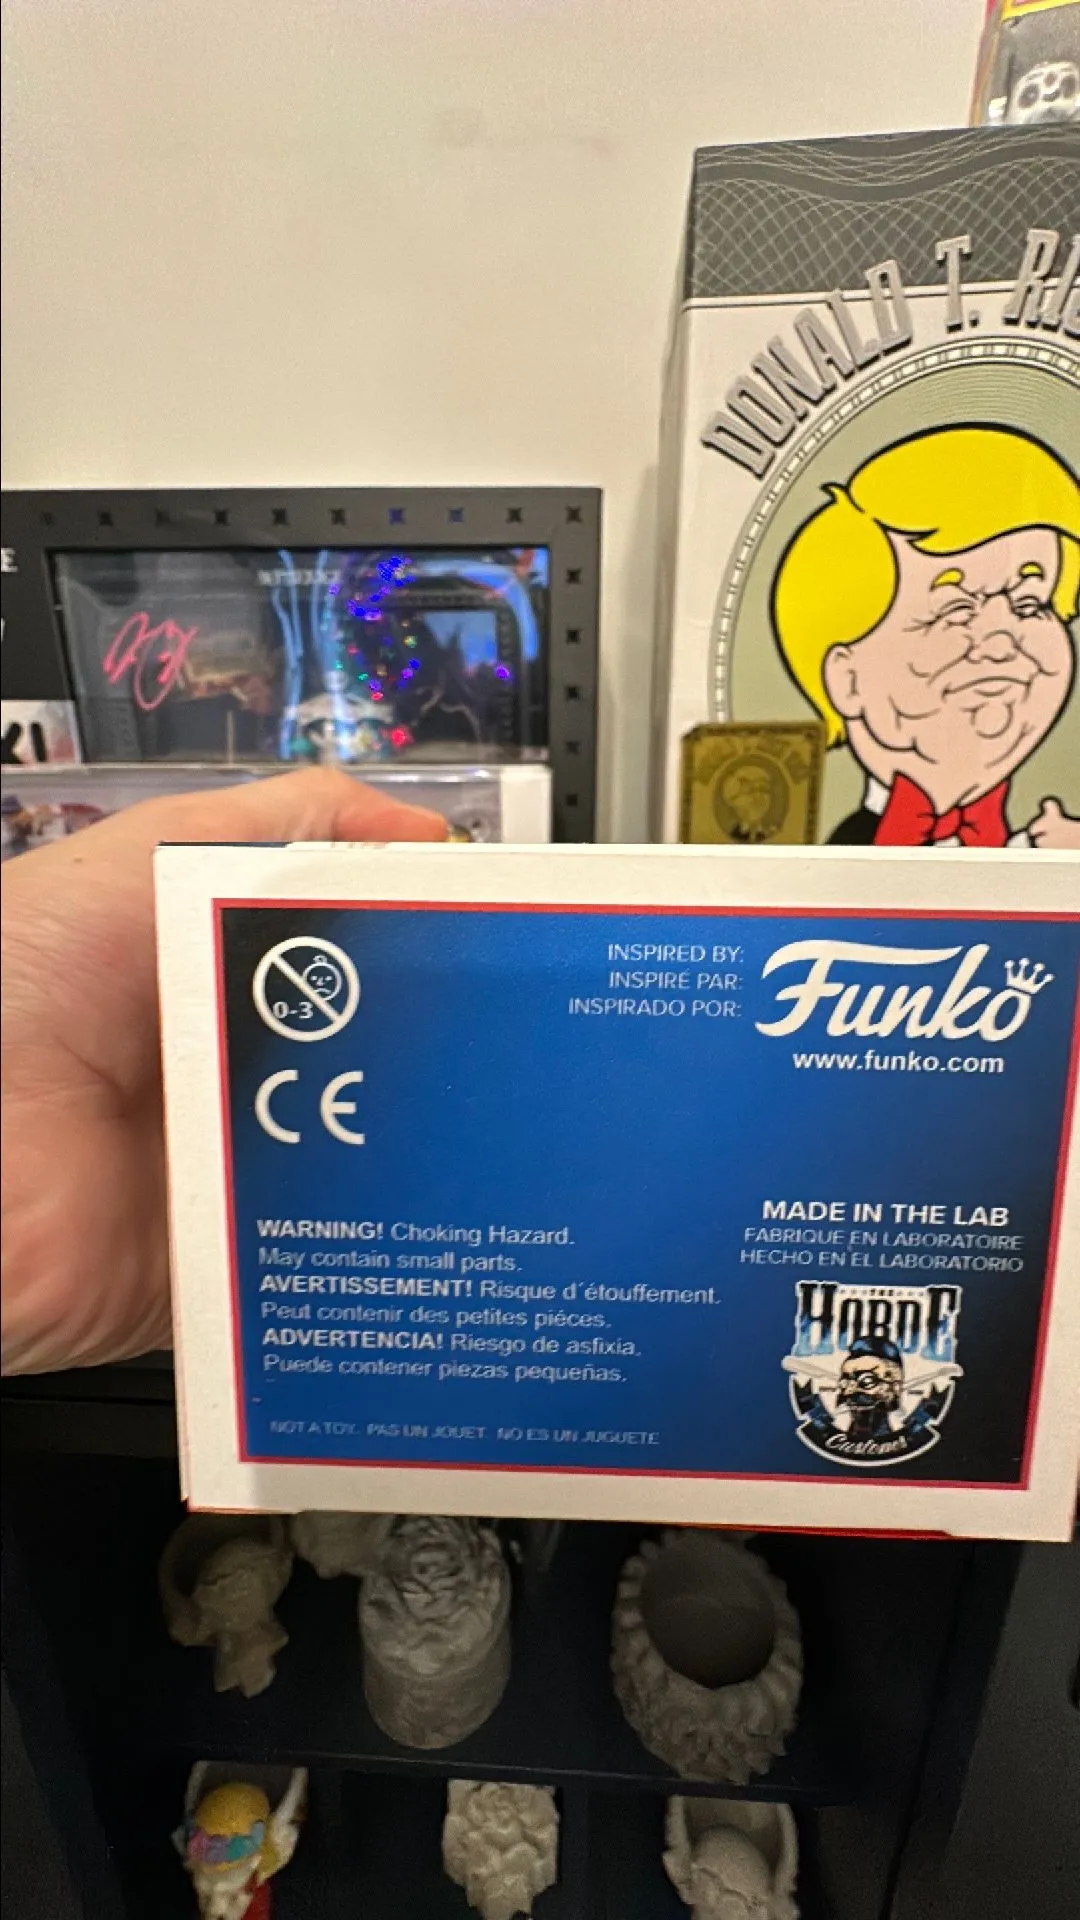 DONALD T.
0-3
CE
INSPIRED BY:
INSPIRÉ PAR:
INSPIRADO POR:
Funko
www.funko.com
WARNING! Choking Hazard.
May contain small parts.
AVERTISSEMENT! Risque d´étouffement.
Peut contenir des petites piéces.
ADVERTENCIA! Riesgo de asfixia.
Puede contener piezas pequeñas.
NOT A TOY. PAS UN JOUET. NO ES UN JUGUETE
MADE IN THE LAB
FABRIQUE EN LABORATOIRE
HECHO EN EL LABORATORIO
THE
HORDE
Customs